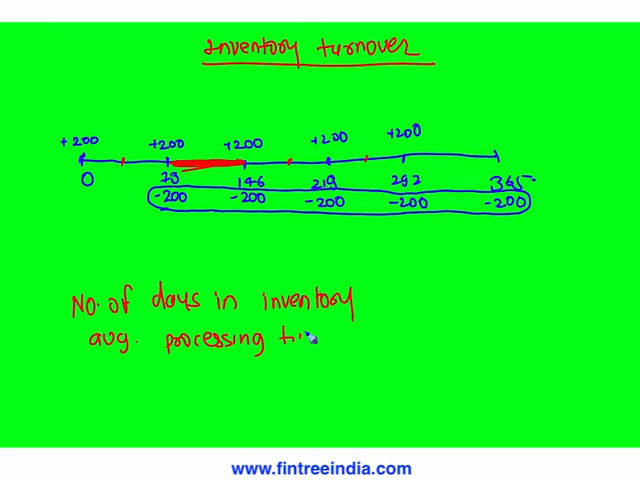 Inventory turnover
+200 +200 +200 +200 +200
0 73 146 219 292 365
-200 -200 -200 -200 -200
No. of days in inventory
avg. processing ti
www.fintreeindia.com